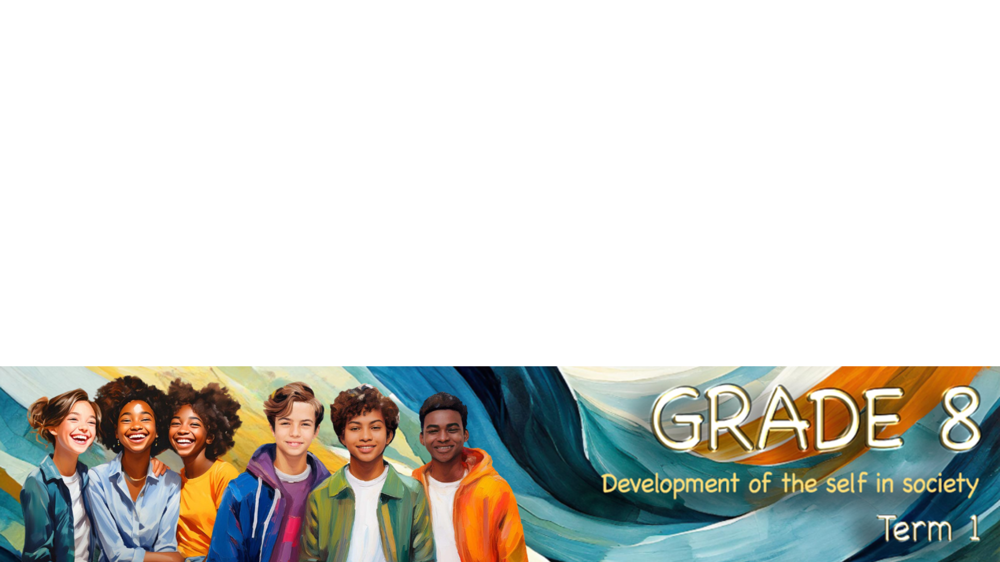 GRADE 8
Development of the self in society
Term 1